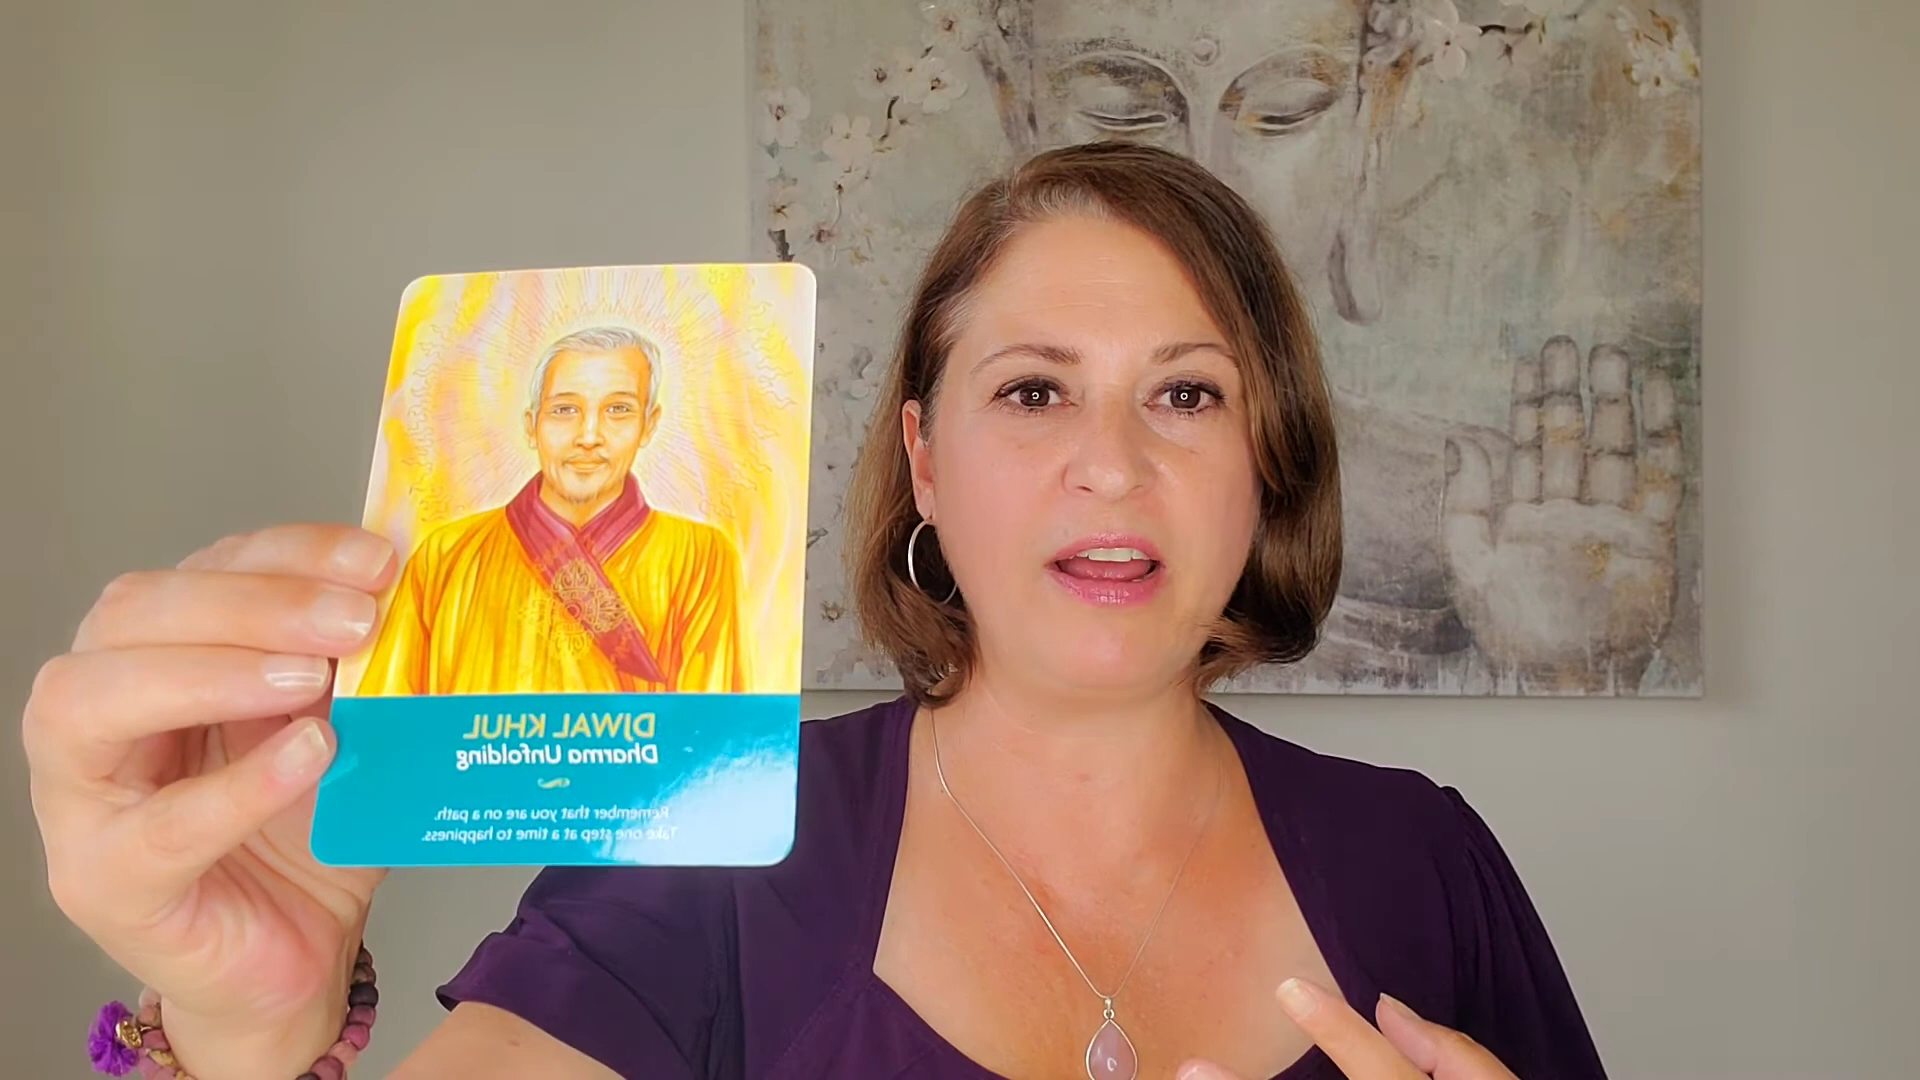 DJWAL KHUL
Dharma Unfolding
Remember that you are on a path.
Take one step at a time to happiness.